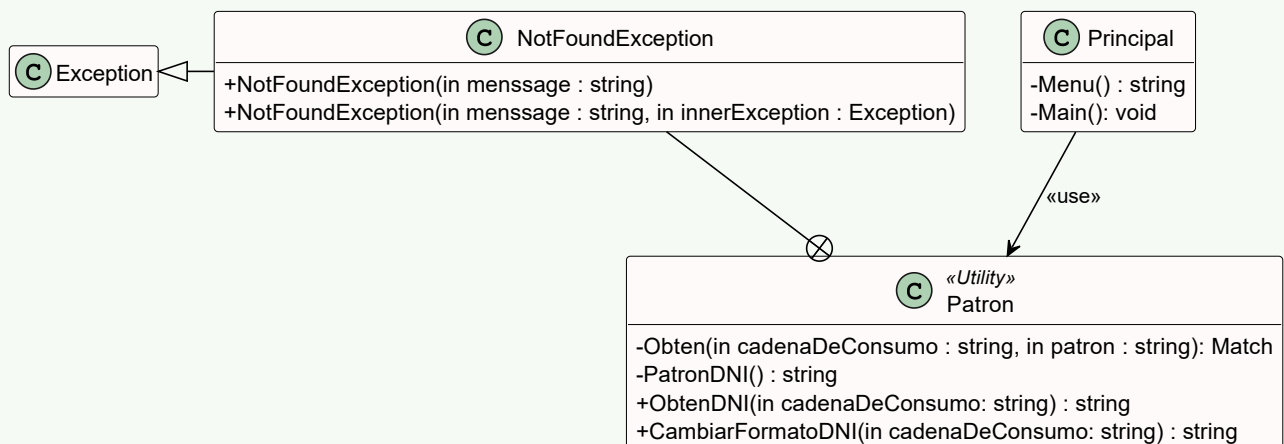 C NotFoundException
C Principal
C Exception
+NotFoundException(in menssage : string)
+NotFoundException(in menssage : string, in innerException : Exception)
-Menu() : string
-Main(): void
«use»
C «Utility»
Patron
-Obten(in cadenaDeConsumo : string, in patron : string): Match
-PatronDNI() : string
+ObtenDNI(in cadenaDeConsumo: string) : string
+CambiarFormatoDNI(in cadenaDeConsumo: string) : string